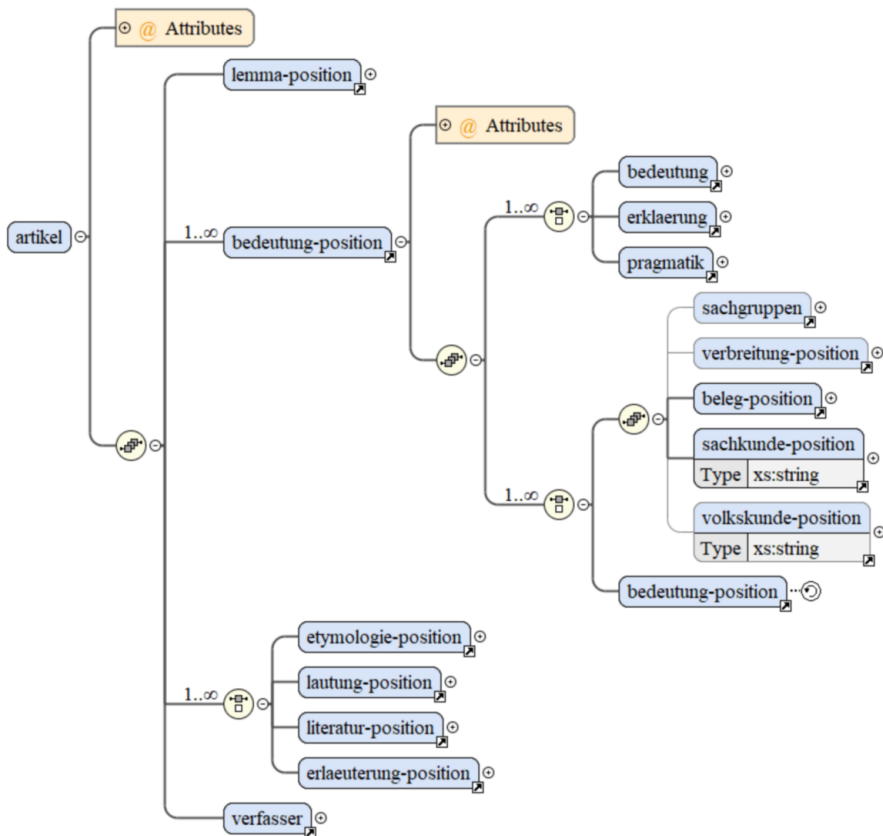 @ Attributes
lemma-position
@ Attributes
bedeutung
1..∞
erklaerung
artikel
1..∞
bedeutung-position
pragmatik
sachgruppen
verbreitung-position
beleg-position
sachkunde-position
Type xs:string
1..∞
volkskunde-position
Type xs:string
bedeutung-position
etymologie-position
lautung-position
1..∞
literatur-position
erlaeuterung-position
verfasser